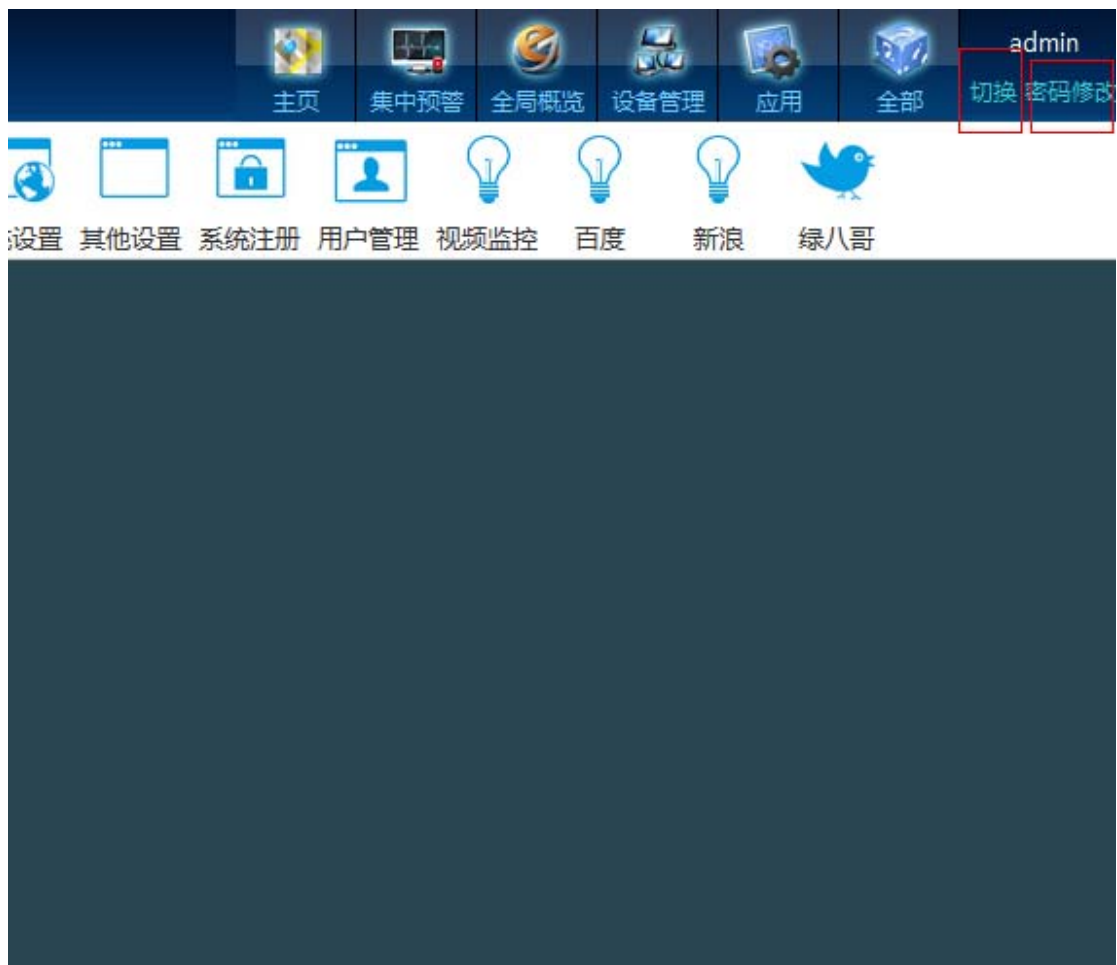 admin
主页 集中预警 全局概览 设备管理 应用 全部 切换 密码修改
设置 其他设置 系统注册 用户管理 视频监控 百度 新浪 绿八哥